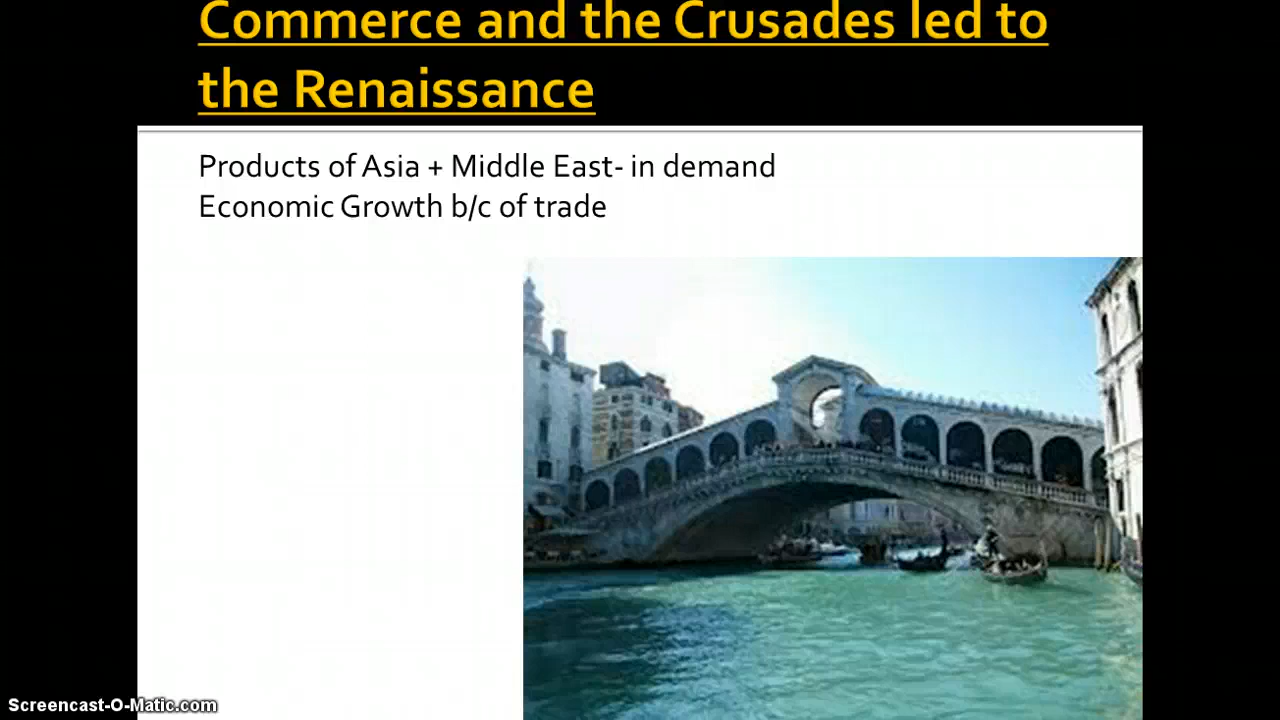 Commerce and the Crusades led to
the Renaissance
Products of Asia + Middle East- in demand
Economic Growth b/c of trade
Screencast-O-Matic.com